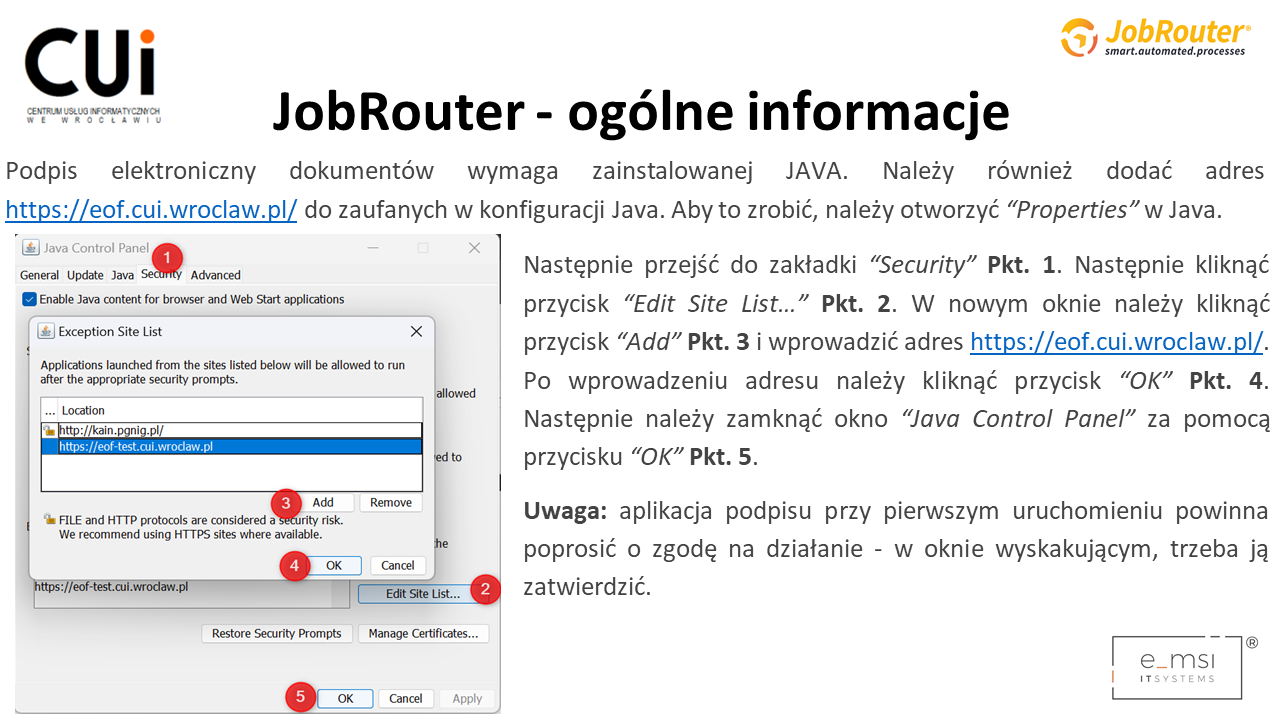 CUi
CENTRUM USŁUG INFORMATYCZNYCH
WE WROCŁAWIU
JobRouter®
smart.automated.processes
JobRouter - ogólne informacje
Podpis elektroniczny dokumentów wymaga zainstalowanej JAVA. Należy również dodać adres
https://eof.cui.wroclaw.pl/ do zaufanych w konfiguracji Java. Aby to zrobić, należy otworzyć “Properties” w Java.
Java Control Panel
1
General Update Java Security Advanced
Enable Java content for browser and Web Start applications
Exception Site List
Applications launched from the sites listed below will be allowed to run
after the appropriate security prompts.
allowed
... Location
http://kain.pgnig.pl/
https://eof-test.cui.wroclaw.pl
ed to
3 Add Remove
FILE and HTTP protocols are considered a security risk.
We recommend using HTTPS sites where available.
he
4 OK Cancel
https://eof-test.cui.wroclaw.pl
Edit Site List... 2
Restore Security Prompts Manage Certificates...
5 OK Cancel Apply
Następnie przejść do zakładki “Security” Pkt. 1. Następnie kliknąć
przycisk “Edit Site List…” Pkt. 2. W nowym oknie należy kliknąć
przycisk “Add” Pkt. 3 i wprowadzić adres https://eof.cui.wroclaw.pl/.
Po wprowadzeniu adresu należy kliknąć przycisk “OK” Pkt. 4.
Następnie należy zamknąć okno “Java Control Panel” za pomocą
przycisku “OK” Pkt. 5.
Uwaga: aplikacja podpisu przy pierwszym uruchomieniu powinna
poprosić o zgodę na działanie - w oknie wyskakującym, trzeba ją
zatwierdzić.
e_msi ®
ITSYSTEMS